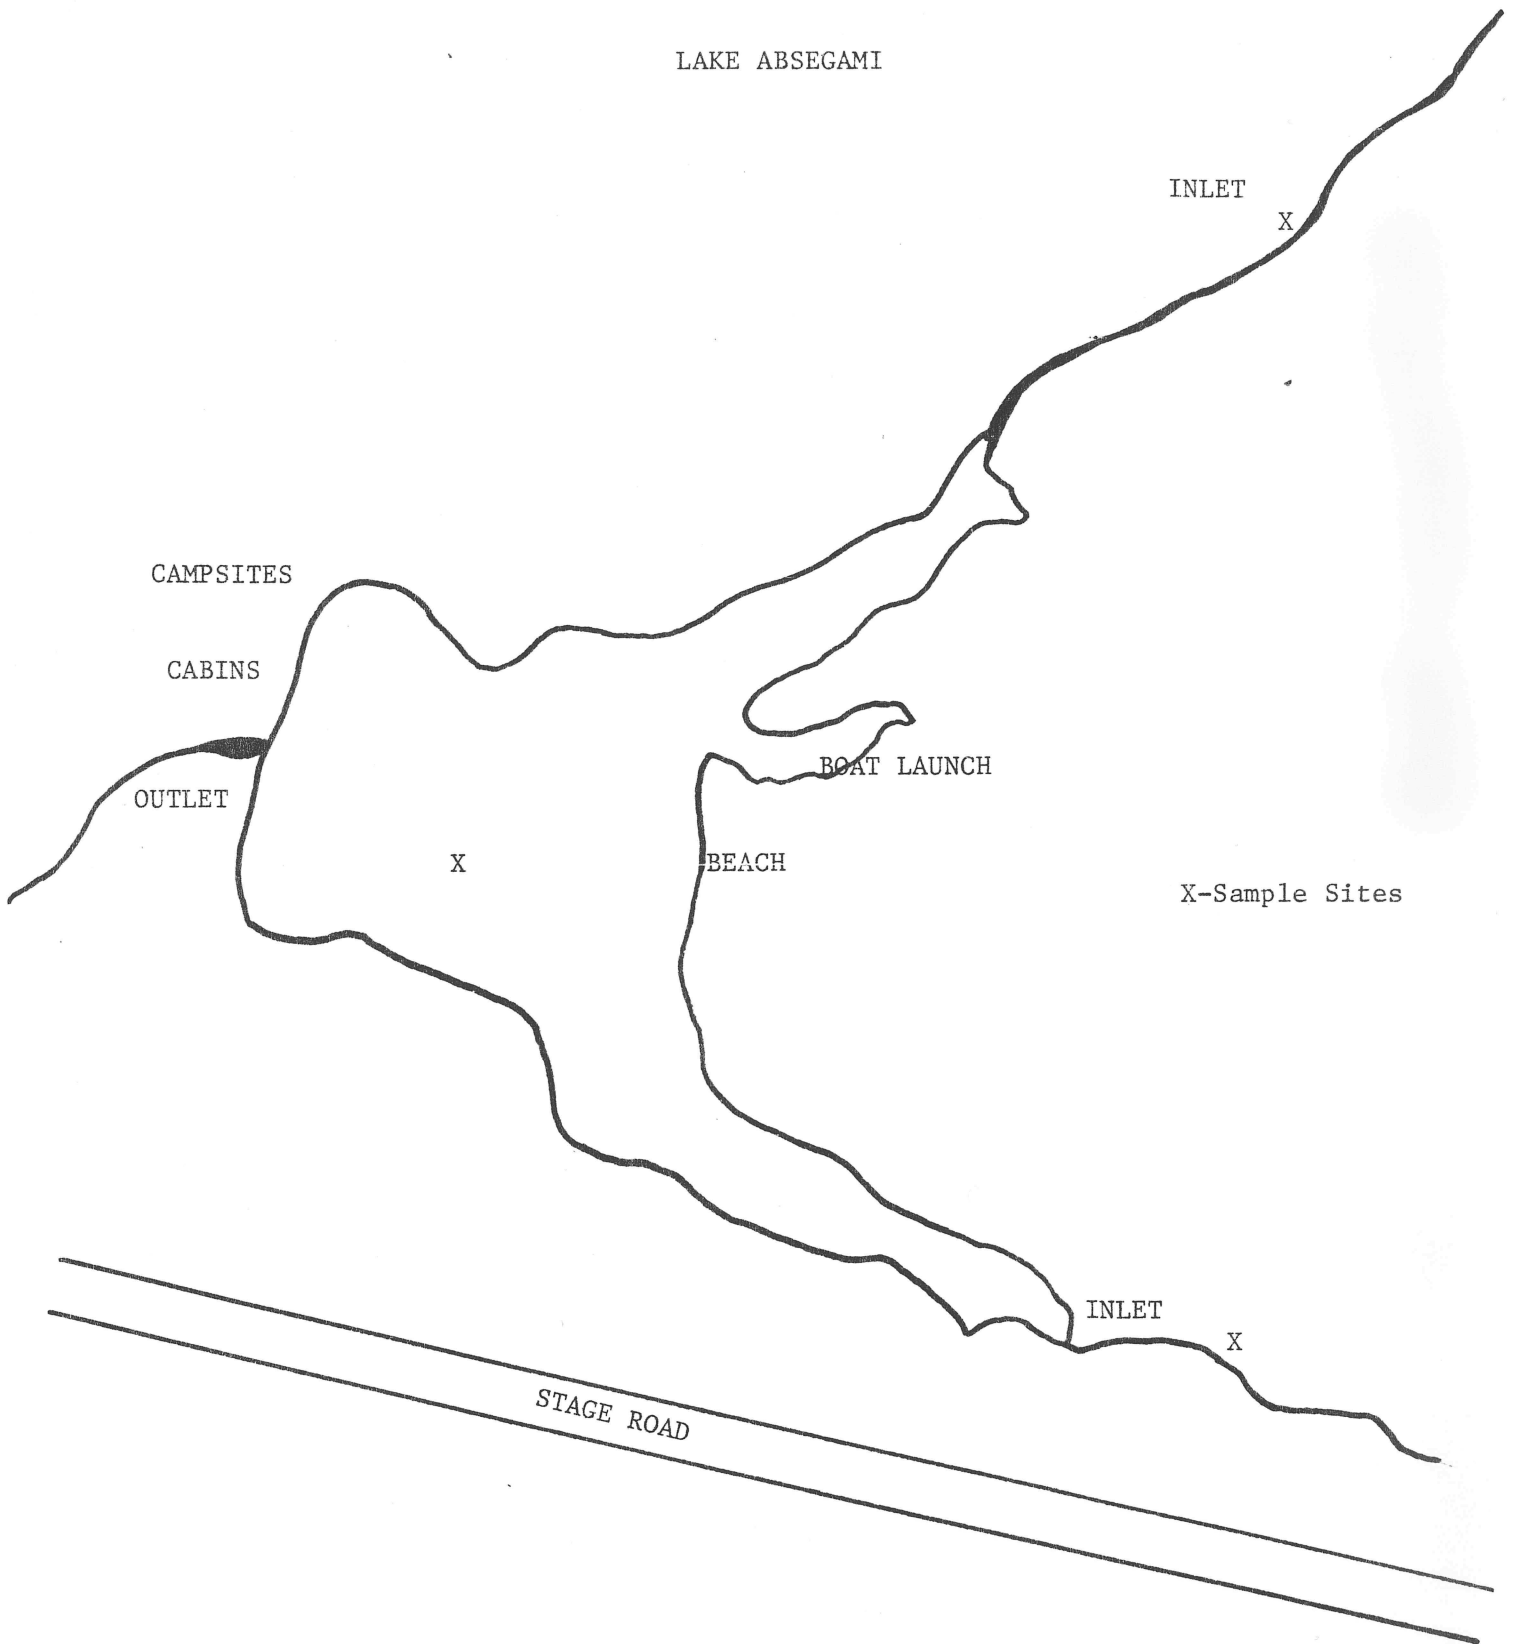 LAKE ABSEGAMI
INLET
X
CAMPSITES
CABINS
BOAT LAUNCH
OUTLET
X
BEACH
X-Sample Sites
INLET
X
STAGE ROAD